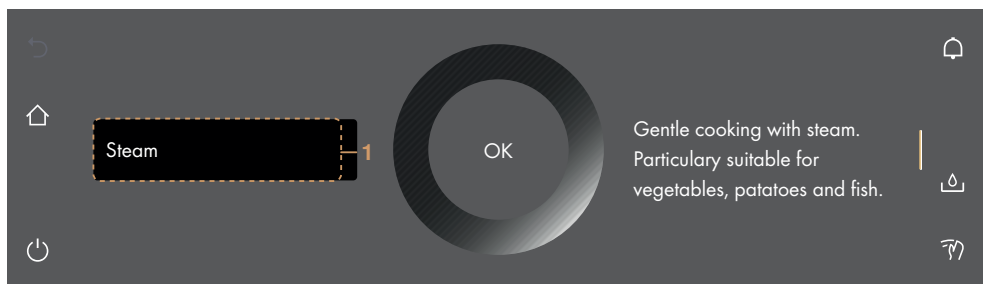 Steam
1
OK
Gentle cooking with steam.
Particulary suitable for
vegetables, patatoes and fish.